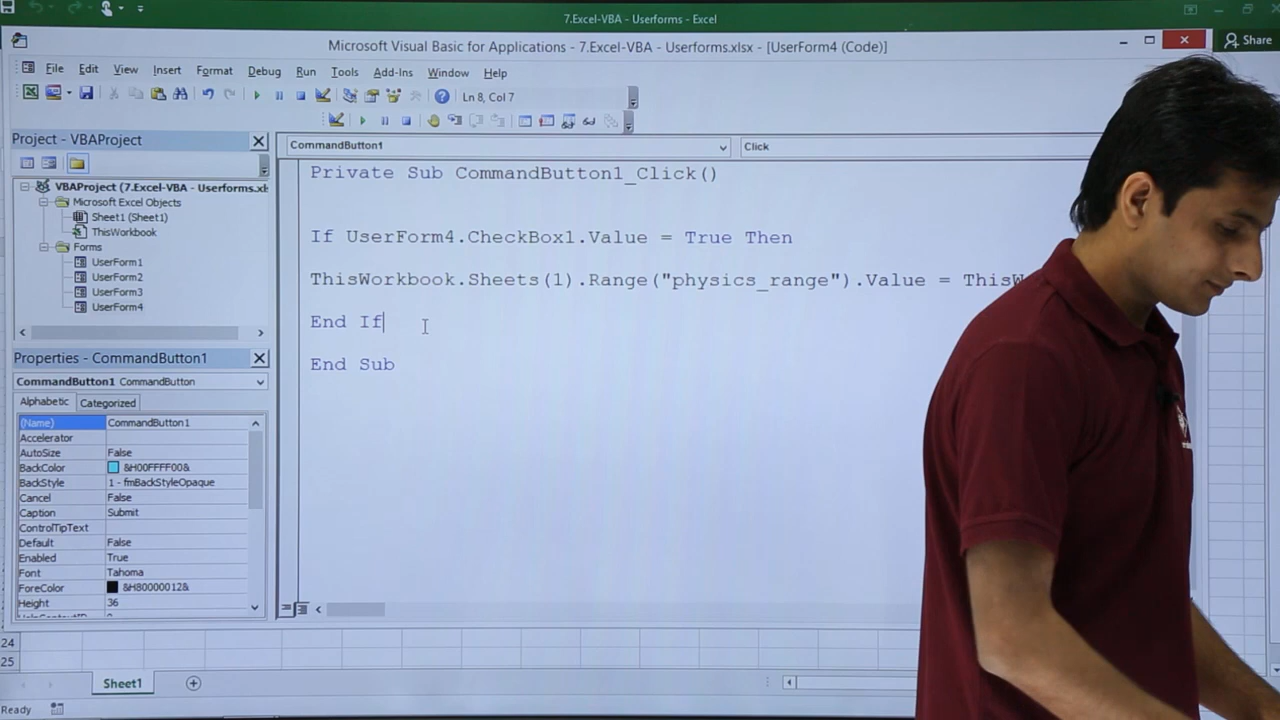 7.Excel-VBA - Userforms - Excel
Microsoft Visual Basic for Applications - 7.Excel-VBA - Userforms.xlsx - [UserForm4 (Code)]
Share
File Edit View Insert Format Debug Run Tools Add-Ins Window Help
Ln 8, Col 7
Project - VBAProject
CommandButton1
Click
VBAProject (7.Excel-VBA - Userforms.xl
Microsoft Excel Objects
Sheet1 (Sheet1)
ThisWorkbook
Forms
UserForm1
UserForm2
UserForm3
UserForm4
Private Sub CommandButton1_Click()
If UserForm4.CheckBox1.Value = True Then
ThisWorkbook.Sheets(1).Range("physics_range").Value = ThisW
End If
End Sub
Properties - CommandButton1
CommandButton1 CommandButton
Alphabetic Categorized
(Name) CommandButton1
Accelerator
AutoSize False
BackColor &H00FFFF00&
BackStyle 1 - fmBackStyleOpaque
Cancel False
Caption Submit
ControlTipText
Default False
Enabled True
Font Tahoma
ForeColor &H80000012&
Height 36
24
25
Sheet1
Ready